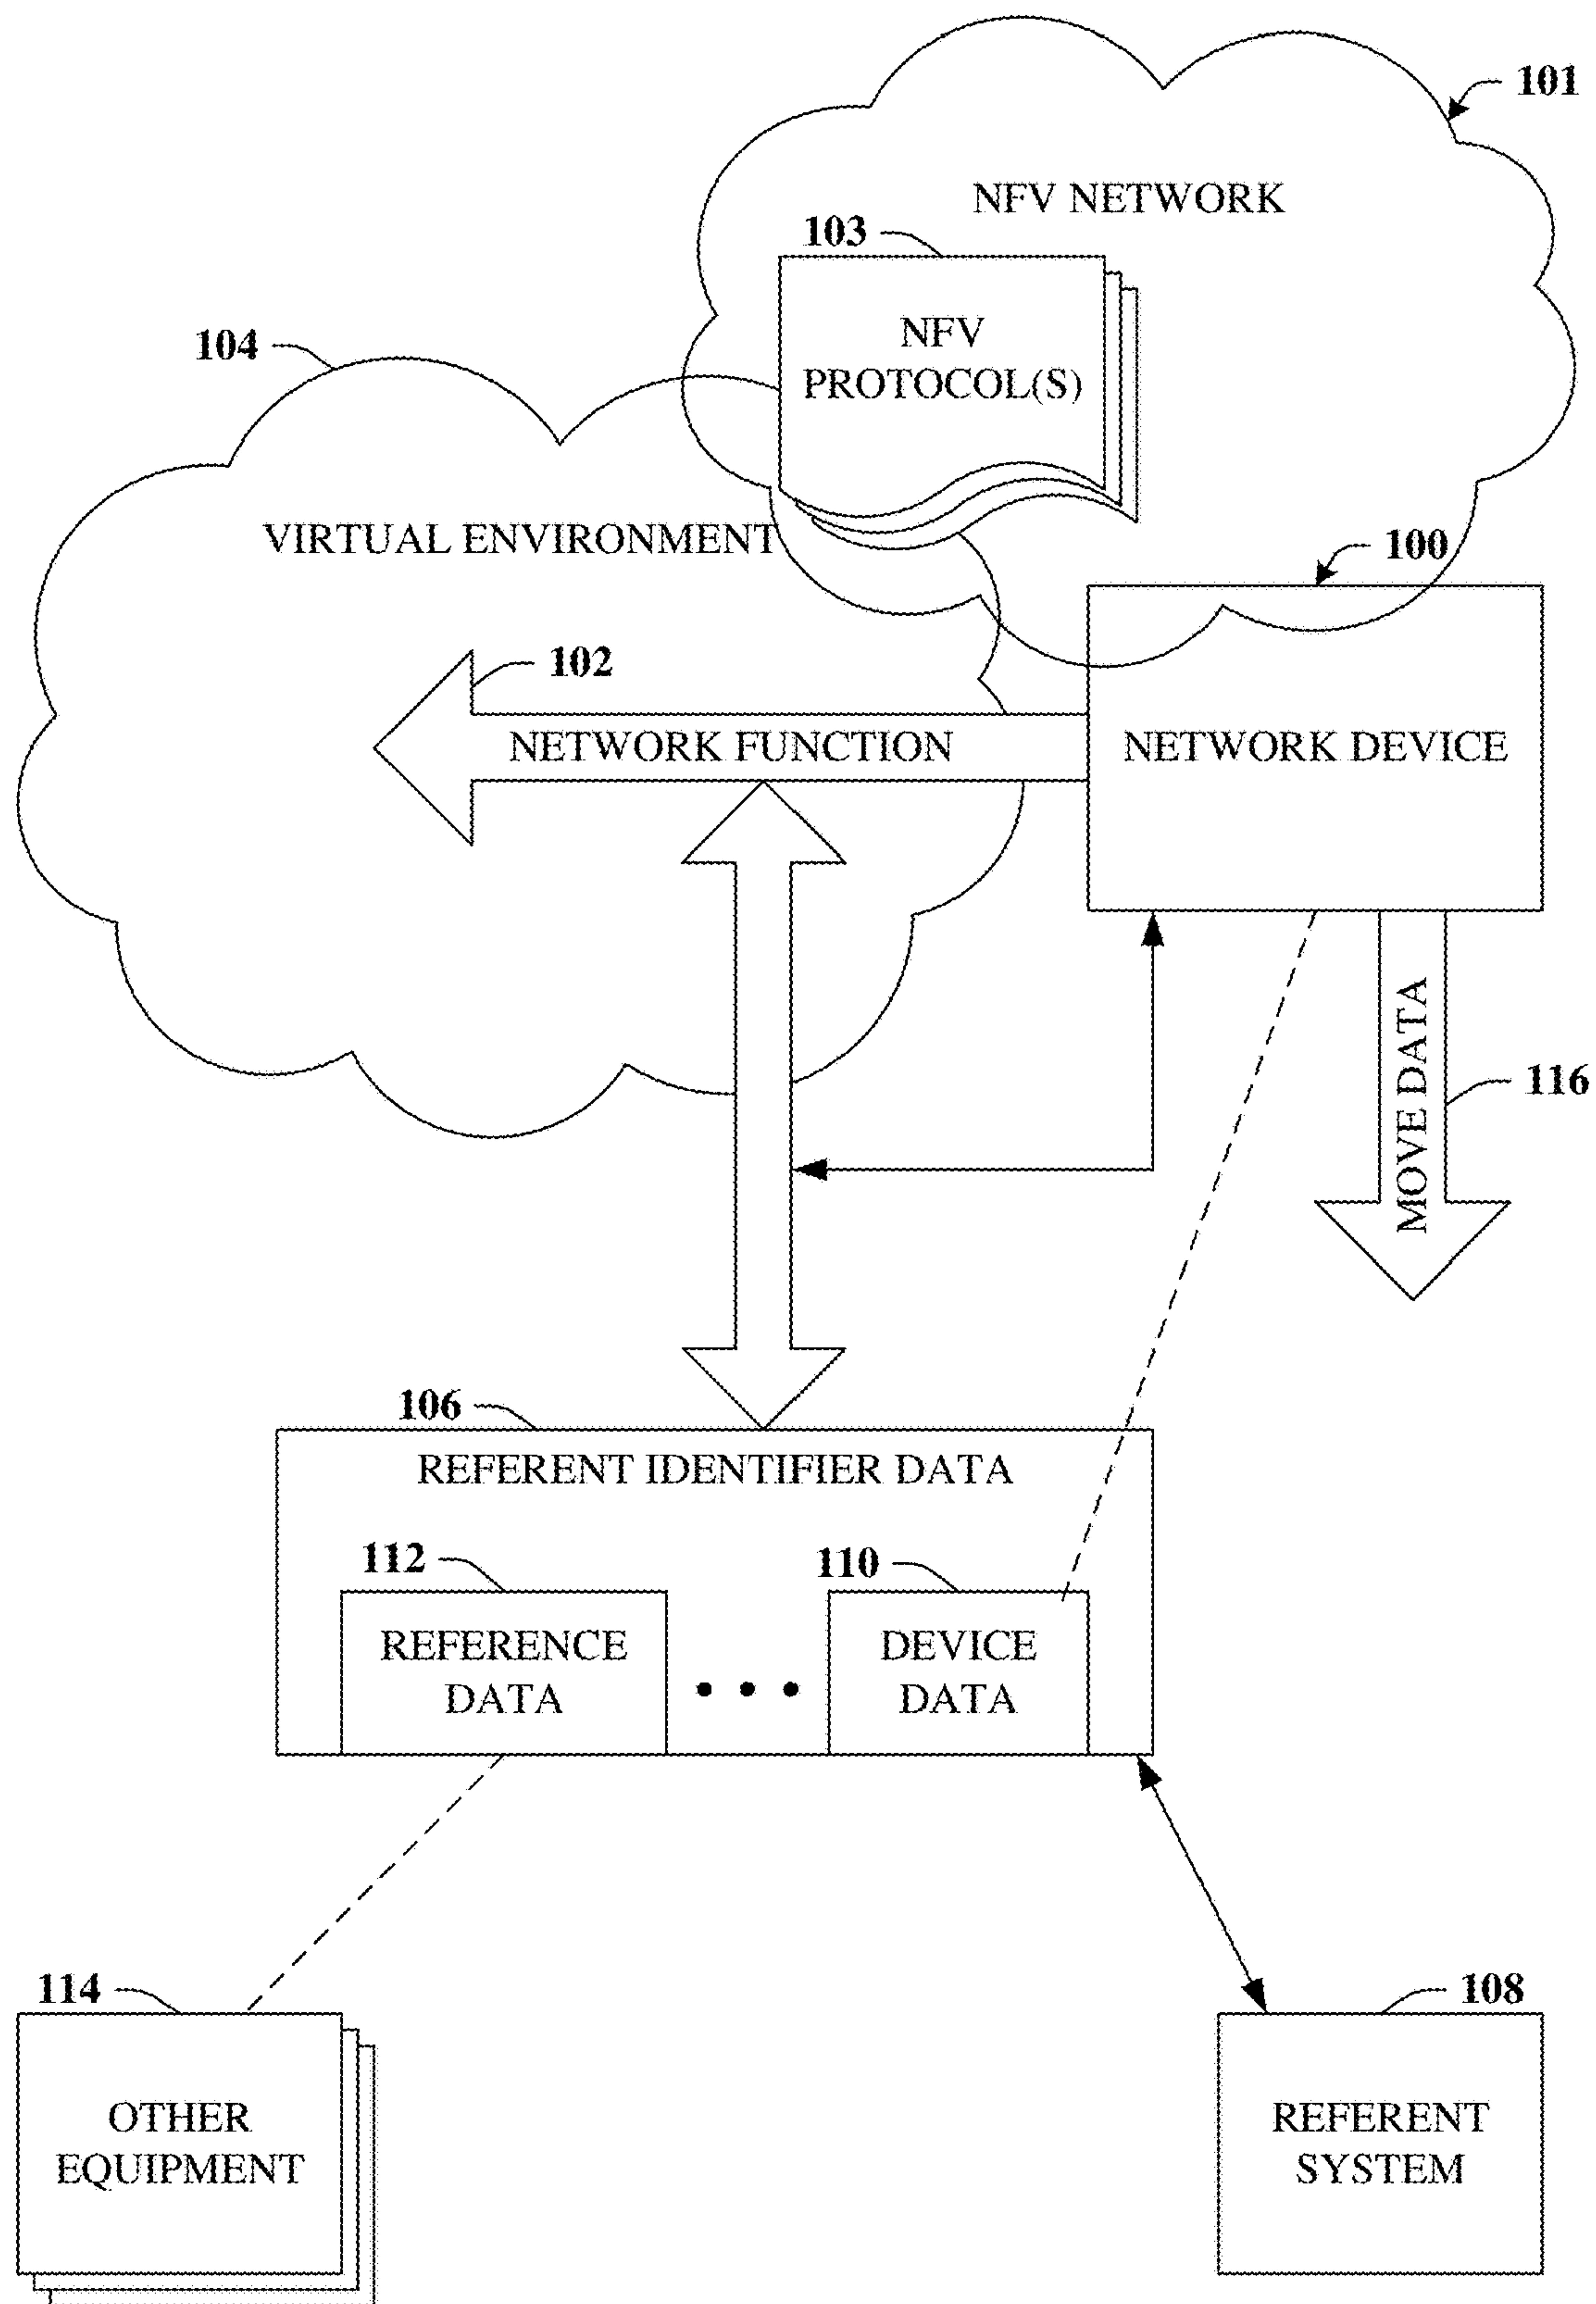 101
NFV NETWORK
103
NFV
PROTOCOL(S)
104
VIRTUAL ENVIRONMENT
100
102
NETWORK FUNCTION
NETWORK DEVICE
MOVE DATA
116
106
REFERENT IDENTIFIER DATA
112
110
REFERENCE
DATA
DEVICE
DATA
114
108
OTHER
EQUIPMENT
REFERENT
SYSTEM